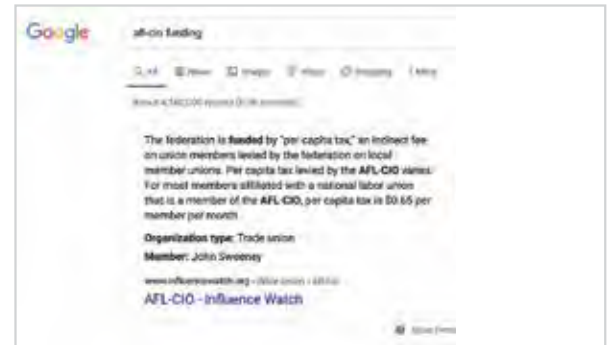 Google
afl-cio funding
All News Images Videos Shopping More
The federation is funded by "per capita tax," an indirect fee
on union members levied by the federation on local
member unions. Per capita tax levied by the AFL-CIO varies.
For most members affiliated with a national labor union
that is a member of the AFL-CIO, per capita tax is $0.65 per
member per month.
Organization type: Trade union
Member: John Sweeney
www.influencewatch.org
AFL-CIO - Influence Watch